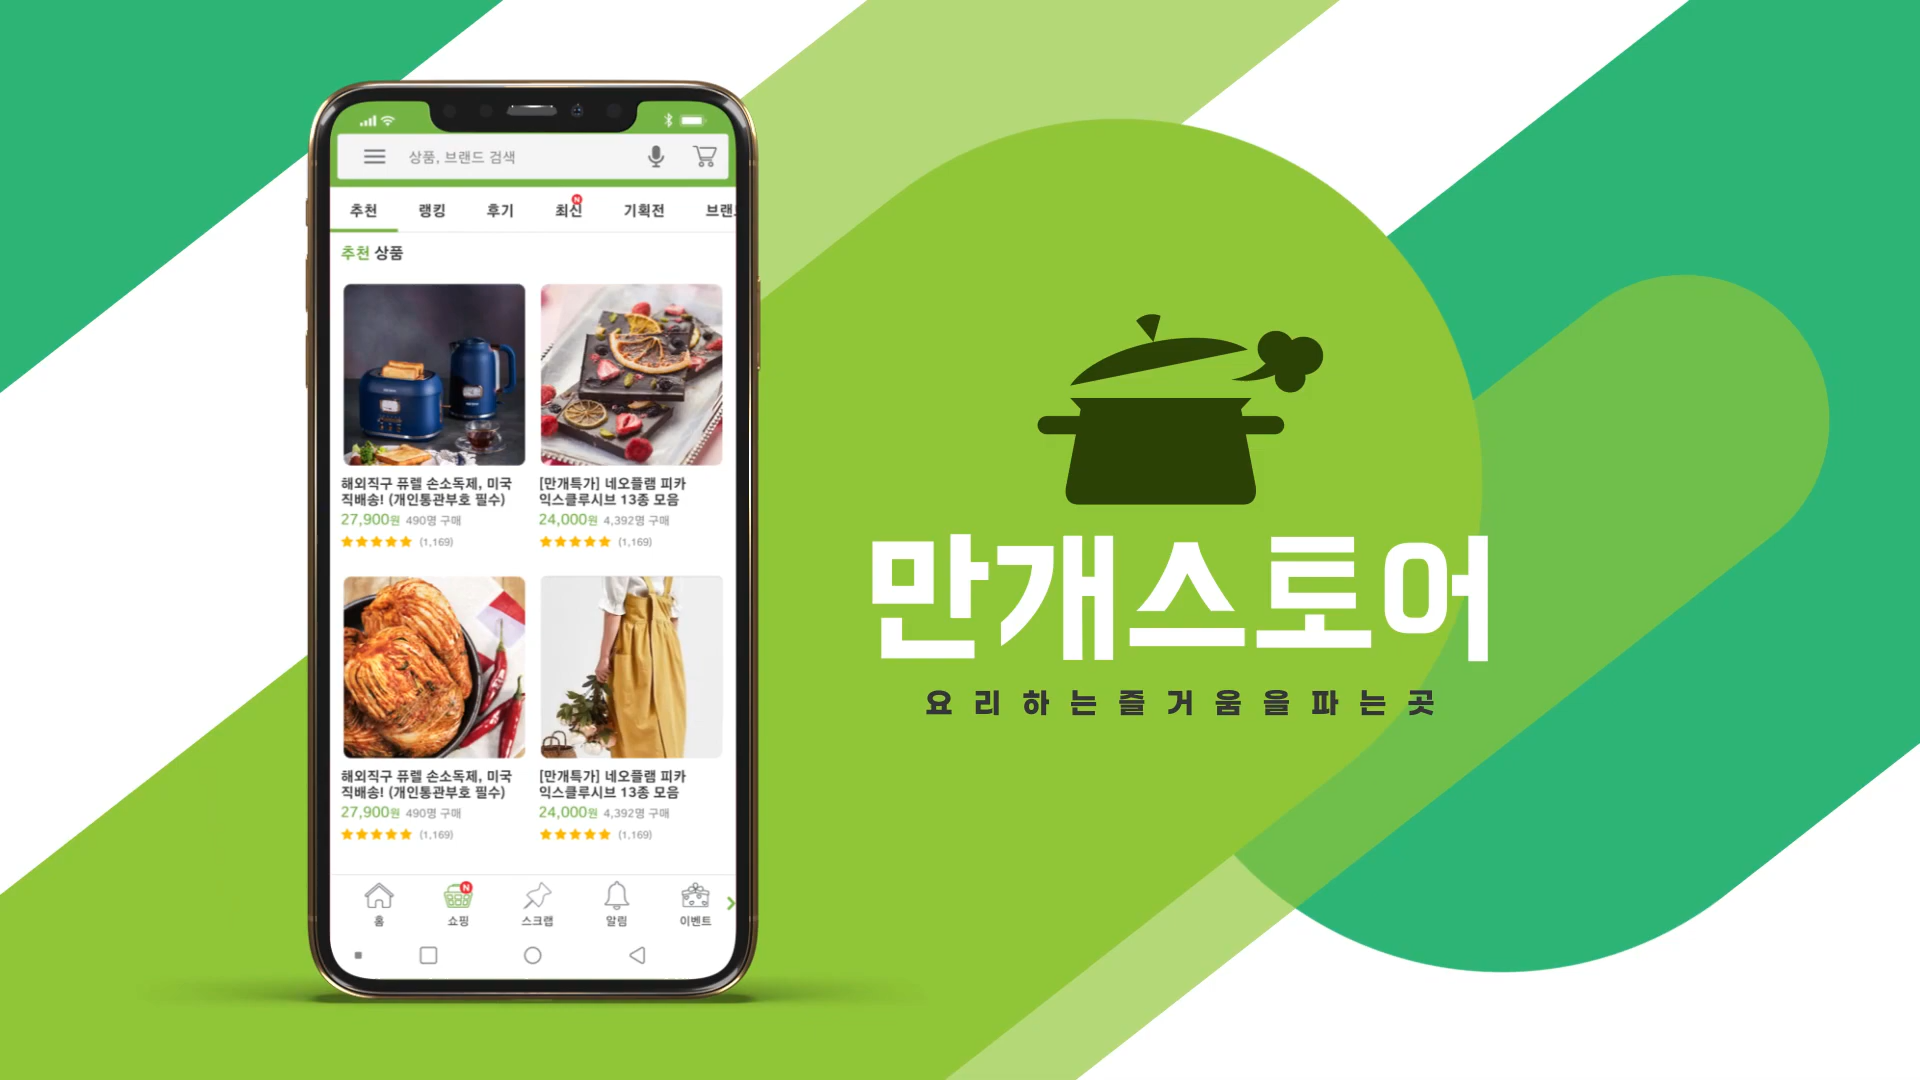 상품, 브랜드 검색
추천 랭킹 후기 최신 기획전 브랜드
N
추천 상품
해외직구 퓨렐 손소독제, 미국
직배송! (개인통관부호 필수)
27,900원 490명 구매
(1,169)
[만개특가] 네오플램 피카
익스클루시브 13종 모음
24,000원 4,392명 구매
(1,169)
해외직구 퓨렐 손소독제, 미국
직배송! (개인통관부호 필수)
27,900원 490명 구매
(1,169)
[만개특가] 네오플램 피카
익스클루시브 13종 모음
24,000원 4,392명 구매
(1,169)
N
홈 쇼핑 스크랩 알림 이벤트
만개스토어
요리하는즐거움을파는곳